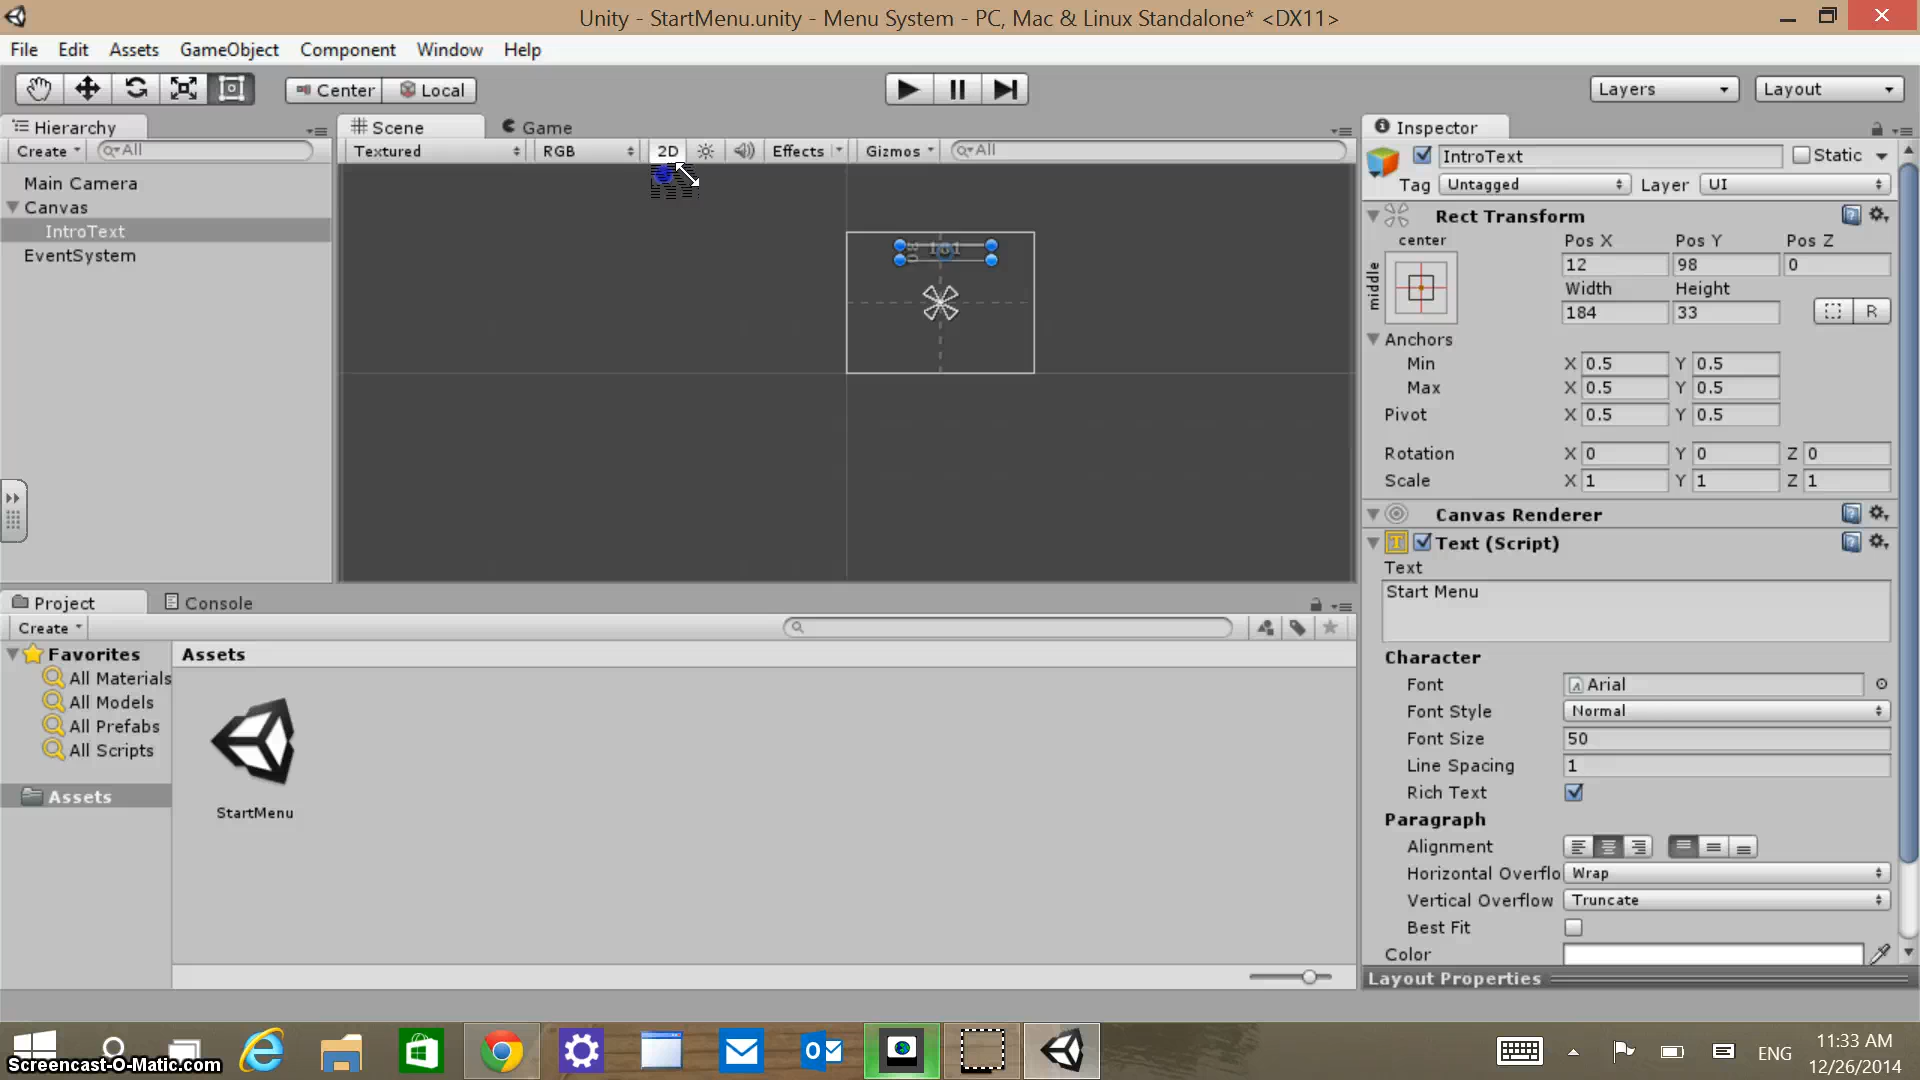 Unity - StartMenu.unity - Menu System - PC, Mac & Linux Standalone* <DX11>
File Edit Assets GameObject Component Window Help
Center Local Layers Layout
Hierarchy
Create All
Main Camera
Canvas
IntroText
EventSystem
Scene Game
Textured RGB 2D Effects Gizmos All
181
Inspector
IntroText Static
Tag Untagged Layer UI
Rect Transform
center
middle
Pos X Pos Y Pos Z
12 98 0
Width Height
184 33 R
Anchors
Min X 0.5 Y 0.5
Max X 0.5 Y 0.5
Pivot X 0.5 Y 0.5
Rotation X 0 Y 0 Z 0
Scale X 1 Y 1 Z 1
Canvas Renderer
Text (Script)
Text
Start Menu
Character
Font Arial
Font Style Normal
Font Size 50
Line Spacing 1
Rich Text
Paragraph
Alignment
Horizontal Overflo Wrap
Vertical Overflow Truncate
Best Fit
Color
Layout Properties
Project Console
Create
Favorites
All Materials
All Models
All Prefabs
All Scripts
Assets
Assets
StartMenu
Screencast-O-Matic.com
ENG
11:33 AM
12/26/2014